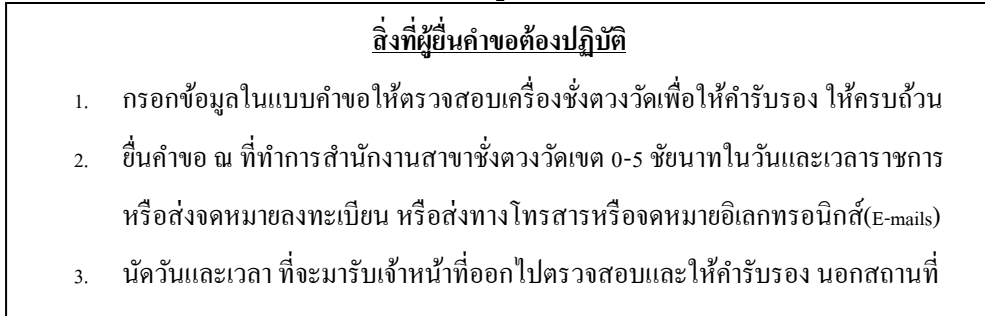 สิ่งที่ผู้ยื่นคำขอต้องปฏิบัติ
1. กรอกข้อมูลในแบบคำขอให้ตรวจสอบเครื่องชั่งตวงวัดเพื่อให้คำรับรอง ให้ครบถ้วน
2. ยื่นคำขอ ณ ที่ทำการสำนักงานสาขาชั่งตวงวัดเขต 0-5 ชัยนาทในวันและเวลาราชการ
หรือส่งจดหมายลงทะเบียน หรือส่งทางโทรสารหรือจดหมายอิเลกทรอนิกส์(E-mails)
3. นัดวันและเวลา ที่จะมารับเจ้าหน้าที่ออกไปตรวจสอบและให้คำรับรอง นอกสถานที่